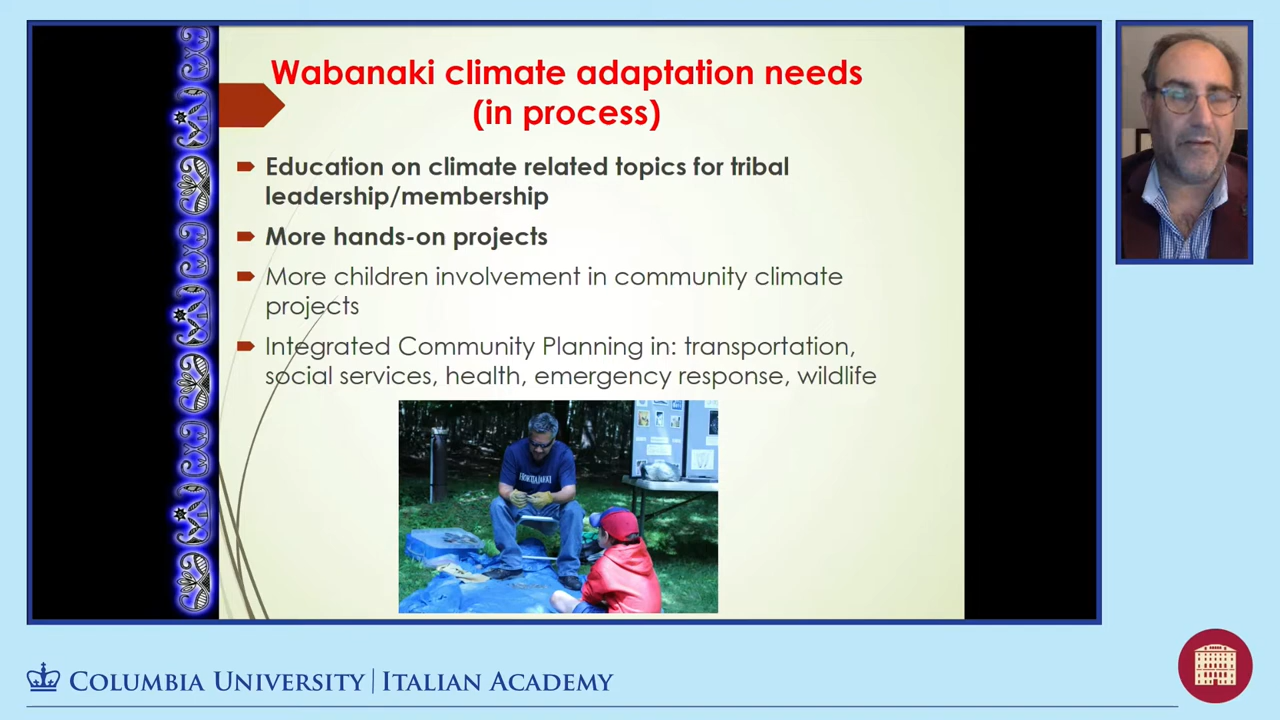 Wabanaki climate adaptation needs
(in process)
Education on climate related topics for tribal
leadership/membership
More hands-on projects
More children involvement in community climate
projects
Integrated Community Planning in: transportation,
social services, health, emergency response, wildlife
COLUMBIA UNIVERSITY | ITALIAN ACADEMY